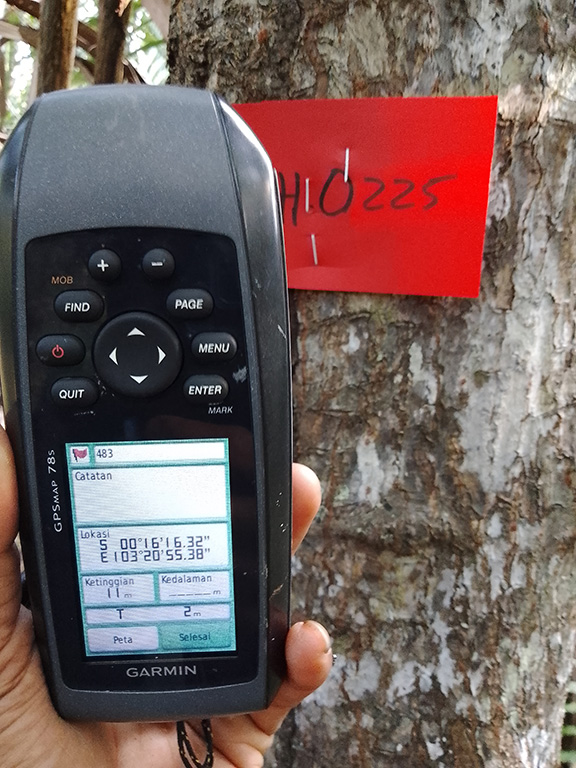 H10225
MOB
FIND
PAGE
MENU
QUIT
ENTER
MARK
GPSMAP 78s
483
Catatan
Lokasi
S 00°16'16.32"
E103°20'55.38"
Ketinggian Kedalaman
11 m _____ m
T 2 m
Peta Selesai
GARMIN